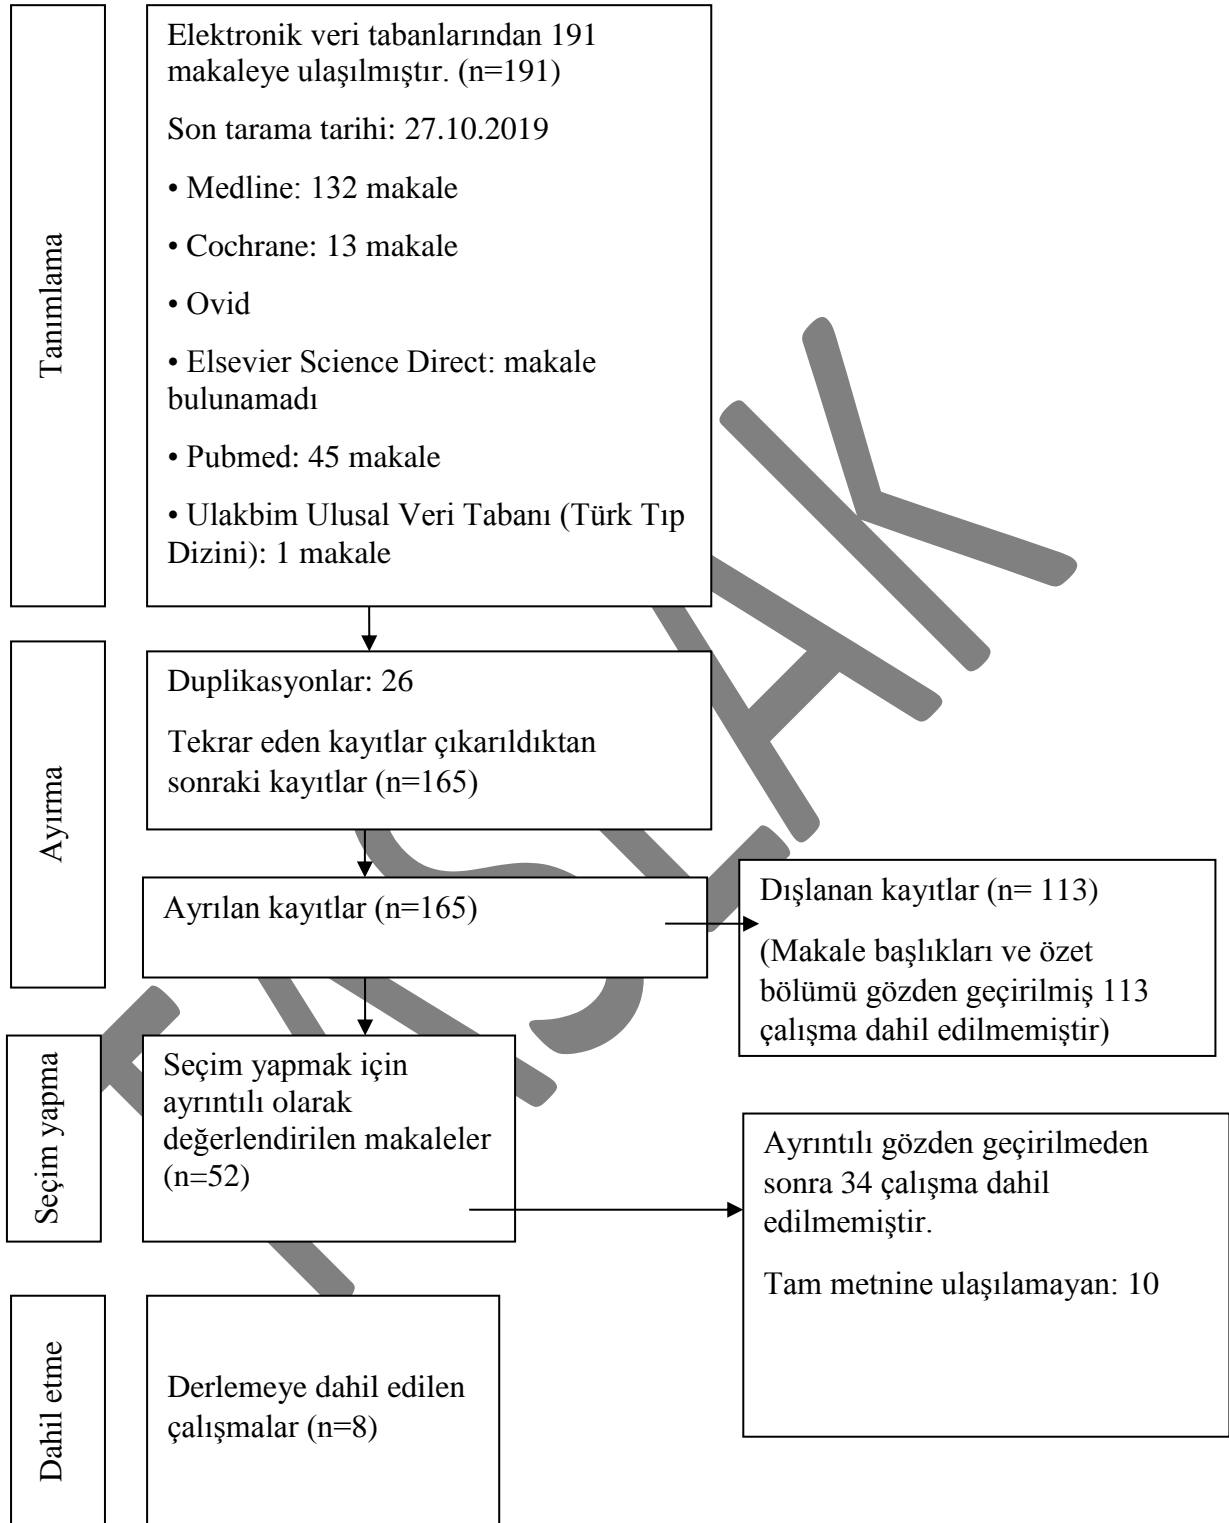 Tanımlama
Elektronik veri tabanlarından 191
makaleye ulaşılmıştır. (n=191)
Son tarama tarihi: 27.10.2019
• Medline: 132 makale
• Cochrane: 13 makale
• Ovid
• Elsevier Science Direct: makale
bulunamadı
• Pubmed: 45 makale
• Ulakbim Ulusal Veri Tabanı (Türk Tıp
Dizini): 1 makale
Ayırma
Duplikasyonlar: 26
Tekrar eden kayıtlar çıkarıldıktan
sonraki kayıtlar (n=165)
Ayrılan kayıtlar (n=165)
Dışlanan kayıtlar (n= 113)
(Makale başlıkları ve özet
bölümü gözden geçirilmiş 113
çalışma dahil edilmemiştir)
Seçim yapma
Seçim yapmak için
ayrıntılı olarak
değerlendirilen makaleler
(n=52)
Ayrıntılı gözden geçirilmeden
sonra 34 çalışma dahil
edilmemiştir.
Tam metnine ulaşılamayan: 10
Dahil etme
Derlemeye dahil edilen
çalışmalar (n=8)
TASLAK